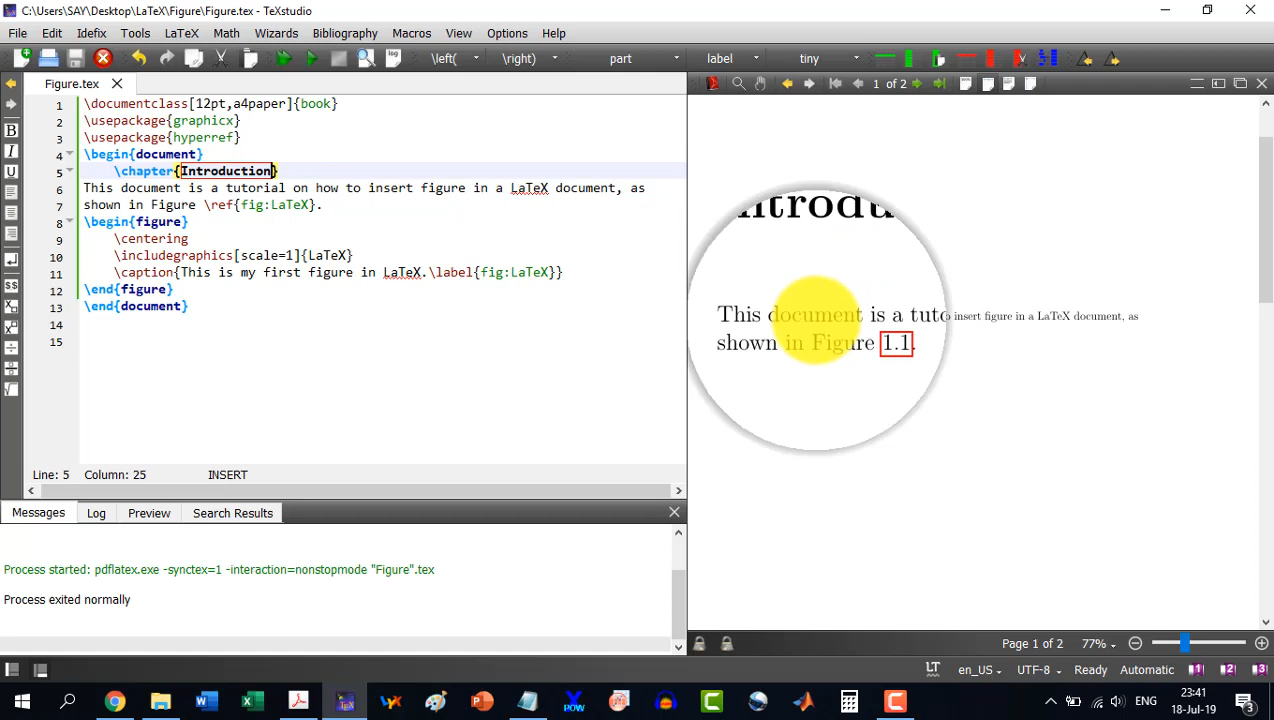 C:\Users\SAY\Desktop\LaTeX\Figure\Figure.tex - TeXstudio
File Edit Idefix Tools LaTeX Math Wizards Bibliography Macros View Options Help
\left( \right) part label tiny
Figure.tex
1 of 2
1 \documentclass[12pt,a4paper]{book}
2 \usepackage{graphicx}
3 \usepackage{hyperref}
4 \begin{document}
5 \chapter{Introduction}
6 This document is a tutorial on how to insert figure in a LaTeX document, as
7 shown in Figure \ref{fig:LaTeX}.
8 \begin{figure}
9 \centering
10 \includegraphics[scale=1]{LaTeX}
11 \caption{This is my first figure in LaTeX.\label{fig:LaTeX}}
12 \end{figure}
13 \end{document}
14
15
Introdu
This document is a tuto insert figure in a LaTeX document, as
shown in Figure 1.1.
Line: 5 Column: 25 INSERT
Messages Log Preview Search Results
Process started: pdflatex.exe -synctex=1 -interaction=nonstopmode "Figure".tex
Process exited normally
Page 1 of 2 77%
LT en_US UTF-8 Ready Automatic 1 2 3
ENG 23:41
18-Jul-19 3